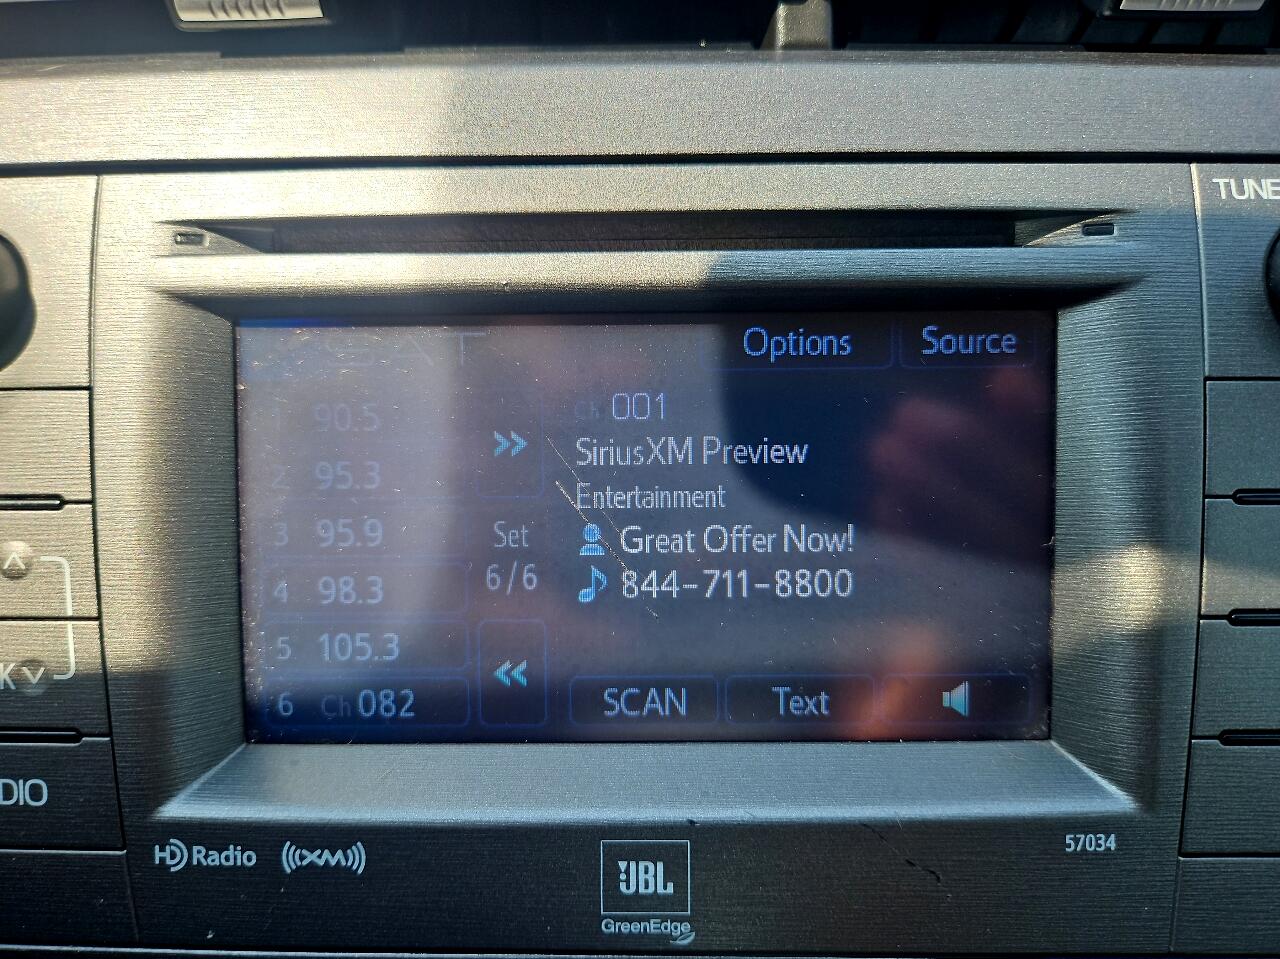 TUNE
SAT
Options
Source
1 90.5
2 95.3
3 95.9
4 98.3
5 105.3
6 Ch 082
Set
6/6
Ch 001
SiriusXM Preview
Entertainment
Great Offer Now!
844-711-8800
SCAN
Text
HD Radio
((XM))
JBL
GreenEdge
57034